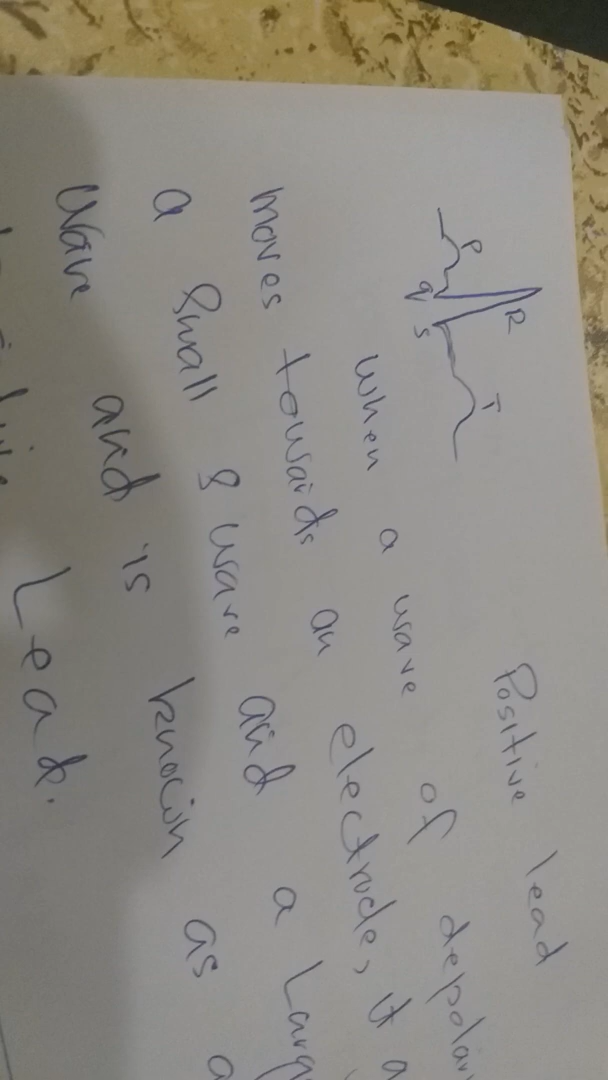 Positive lead
P
q
R
s
T
When a wave of depolar
moves towards an electrode, it a
a small q wave and a Larg
Wave and is known as a
Lead.